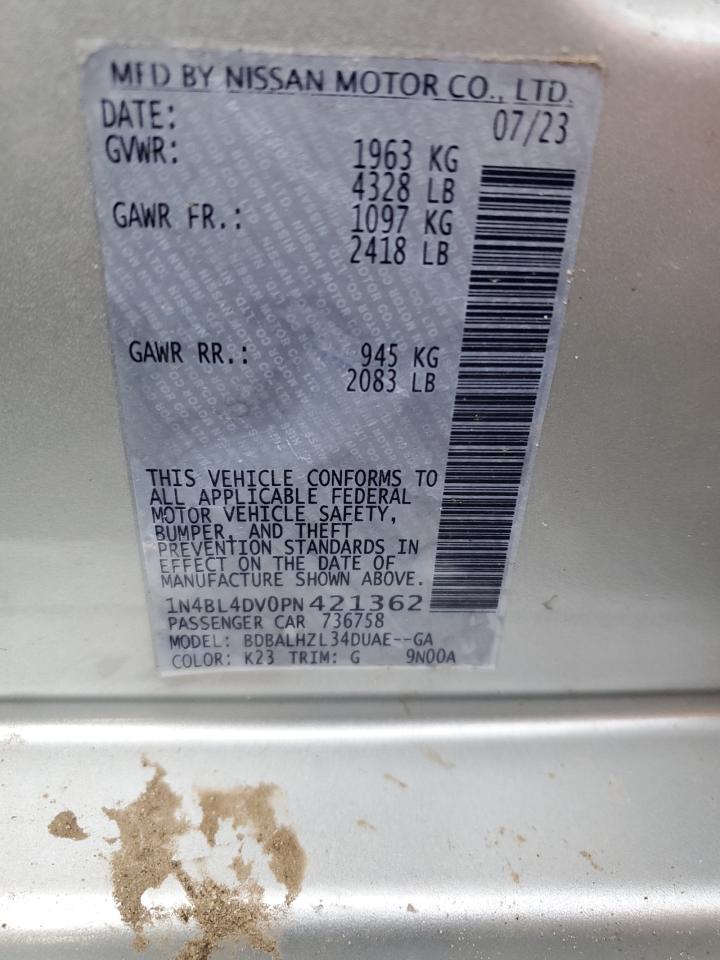 MFD BY NISSAN MOTOR CO., LTD.
DATE: 07/23
GVWR: 1963 KG
4328 LB
GAWR FR.: 1097 KG
2418 LB
GAWR RR.: 945 KG
2083 LB
THIS VEHICLE CONFORMS TO
ALL APPLICABLE FEDERAL
MOTOR VEHICLE SAFETY,
BUMPER, AND THEFT
PREVENTION STANDARDS IN
EFFECT ON THE DATE OF
MANUFACTURE SHOWN ABOVE.
1N4BL4DV0PN421362
PASSENGER CAR 736758
MODEL: BDBALHZL34DUAE--GA
COLOR: K23 TRIM: G 9N00A